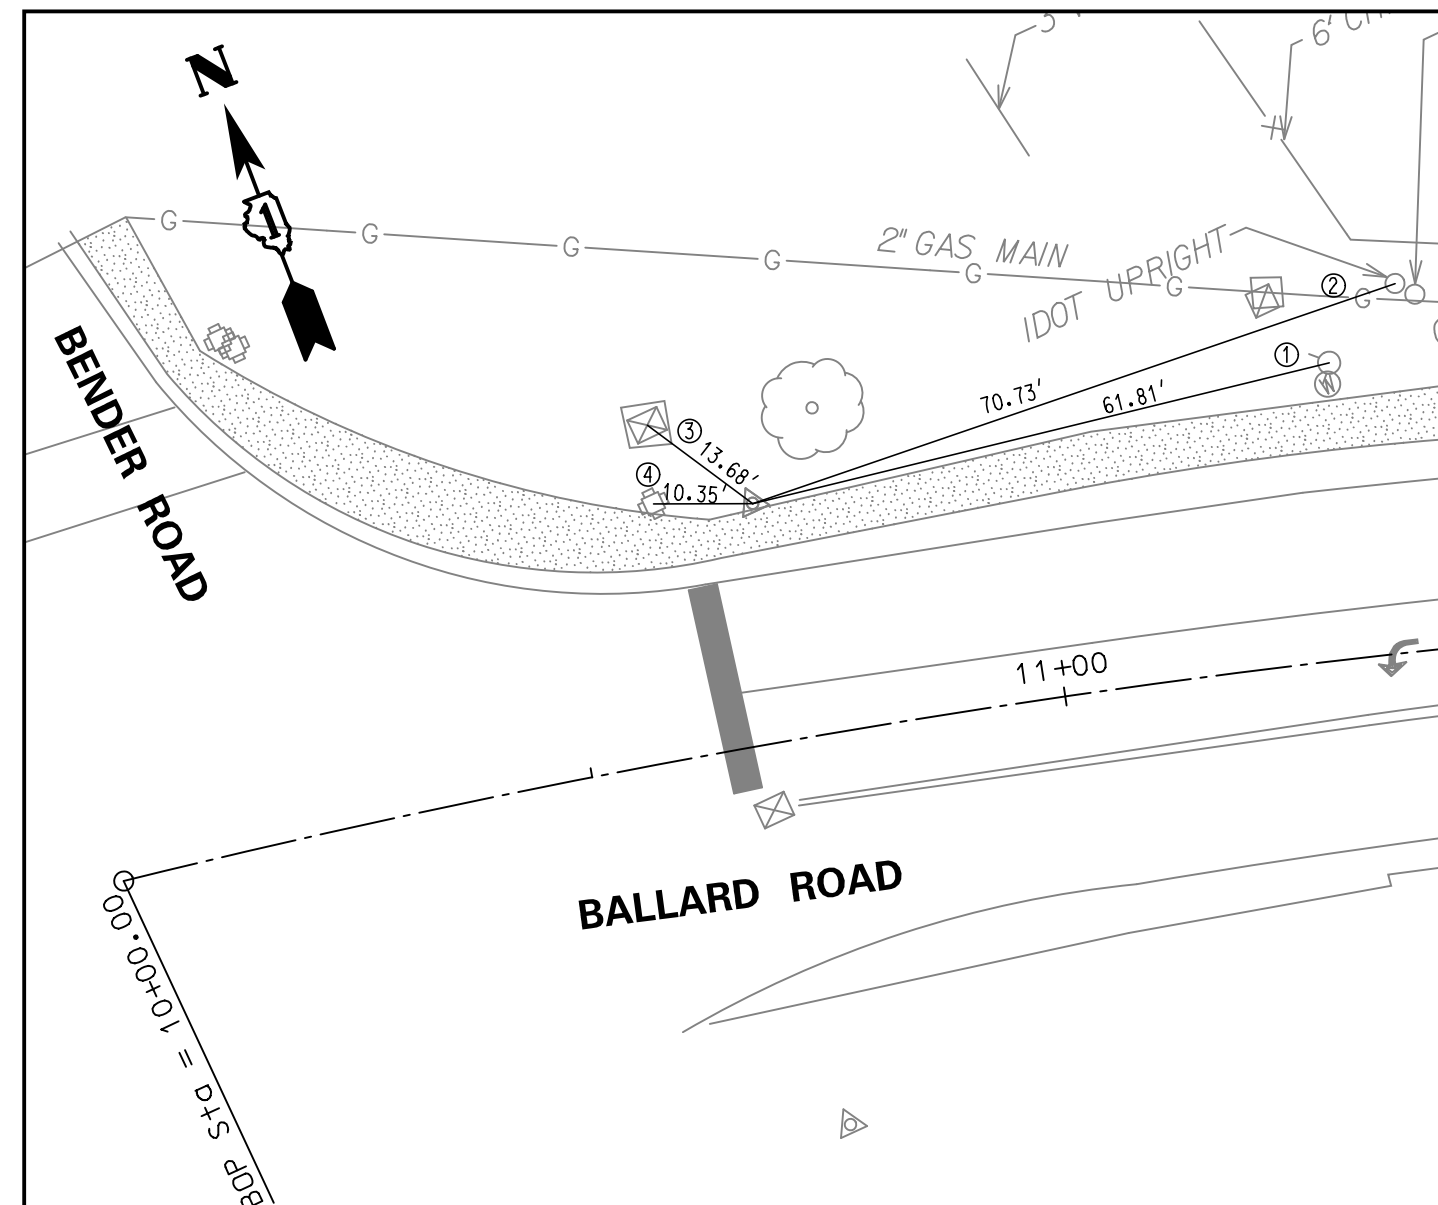 N
1
6' CH
G G G G G G G
2" GAS MAIN
IDOT UPRIGHT
②
①
W
70.73'
61.81'
③
13.68'
④
10.35'
BENDER ROAD
11+00
BALLARD ROAD
BOP Sta = 10+00.00